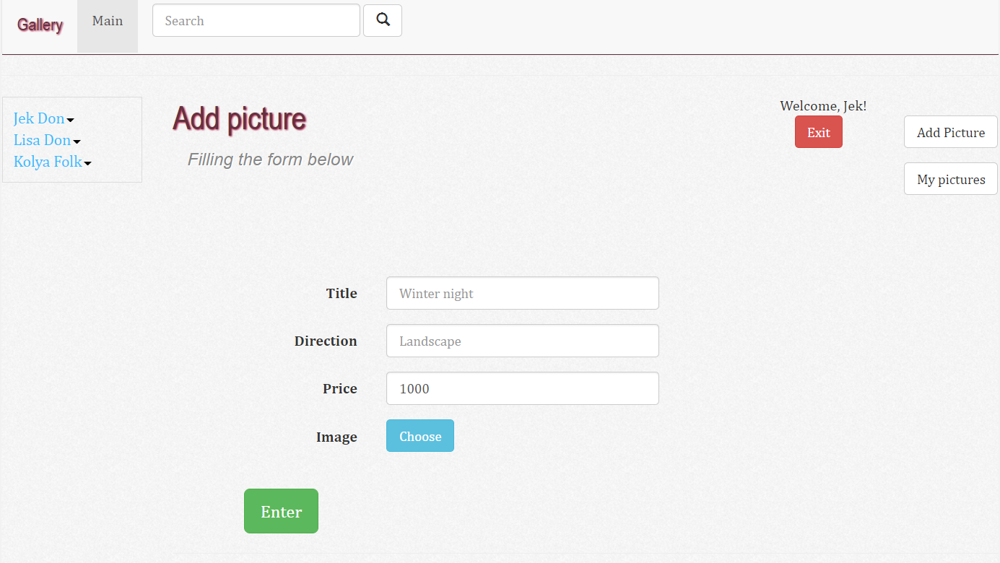 Gallery
Main
Search
Jek Don
Lisa Don
Kolya Folk
Add picture
Filling the form below
Welcome, Jek!
Exit
Add Picture
My pictures
Title
Winter night
Direction
Landscape
Price
1000
Image
Choose
Enter